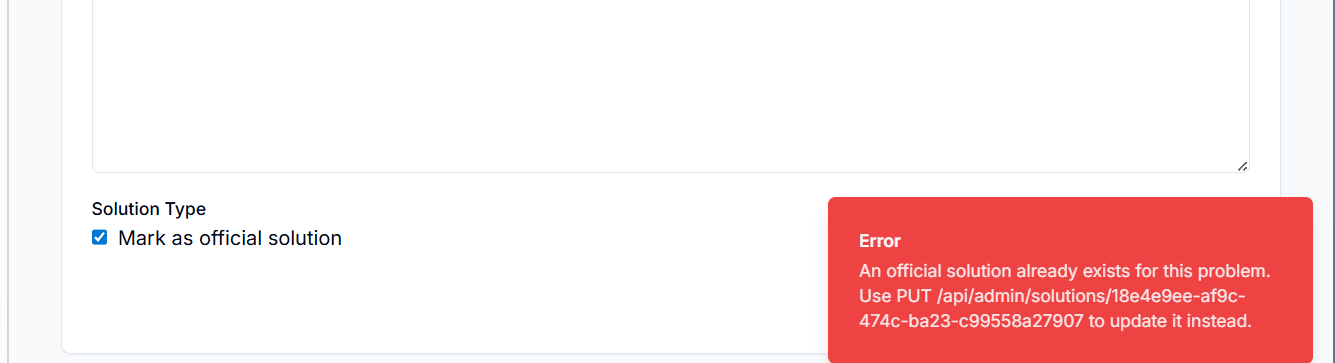 Solution Type
Mark as official solution
Error
An official solution already exists for this problem.
Use PUT /api/admin/solutions/18e4e9ee-af9c-
474c-ba23-c99558a27907 to update it instead.